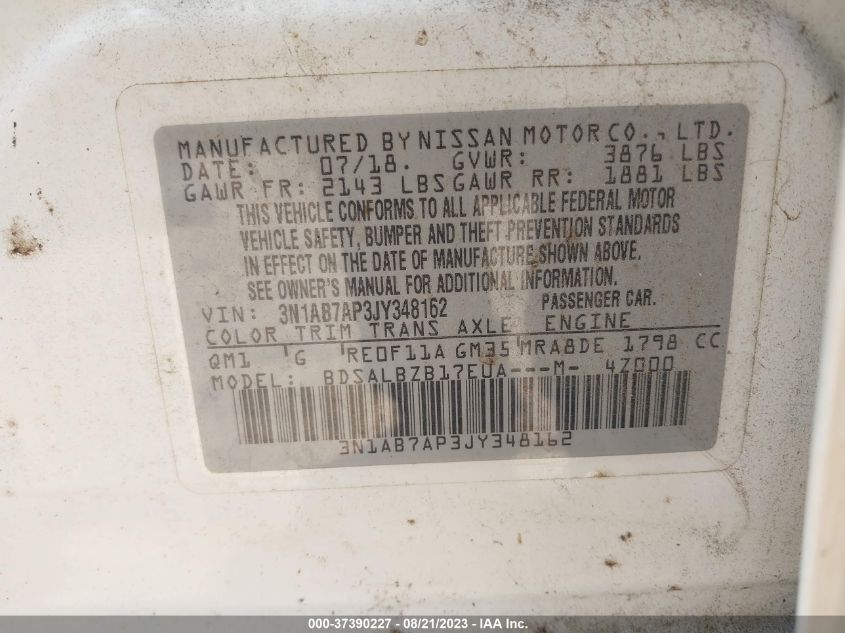 MANUFACTURED BY NISSAN MOTOR CO., LTD.
DATE: 07/18. GVWR: 3876 LBS
GAWR FR: 2143 LBS GAWR RR: 1881 LBS
THIS VEHICLE CONFORMS TO ALL APPLICABLE FEDERAL MOTOR
VEHICLE SAFETY, BUMPER AND THEFT PREVENTION STANDARDS
IN EFFECT ON THE DATE OF MANUFACTURE SHOWN ABOVE.
SEE OWNER'S MANUAL FOR ADDITIONAL INFORMATION.
VIN: 3N1AB7AP3JY348162 PASSENGER CAR.
COLOR TRIM TRANS AXLE ENGINE
QM1 G RE0F11A GM35 MRA8DE 1798 CC
MODEL: BDSALBZB17EUA---M- 4Z000
3N1AB7AP3JY348162
000-37390227 - 08/21/2023 - IAA Inc.